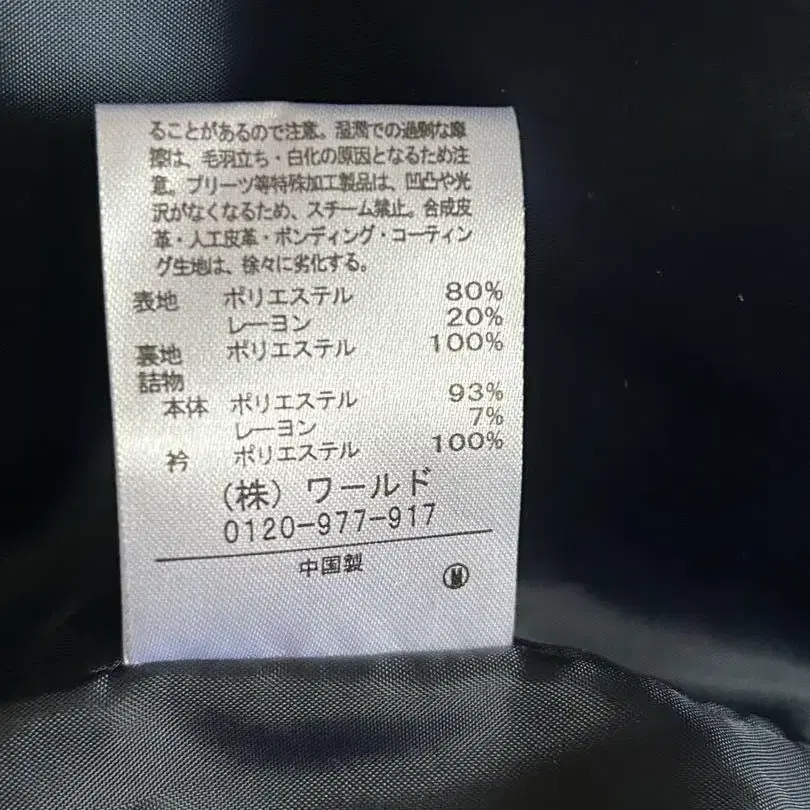 ることがあるので注意。湿潤での過剰な摩
擦は、毛羽立ち・白化の原因となるため注
意。プリーツ等特殊加工製品は、凹凸や光
沢がなくなるため、スチーム禁止。合成皮
革・人工皮革・ボンディング・コーティン
グ生地は、徐々に劣化する。
表地 ポリエステル 80%
レーヨン 20%
裏地 ポリエステル 100%
詰物
本体 ポリエステル 93%
レーヨン 7%
衿 ポリエステル 100%
(株) ワールド
0120-977-917
中国製
Ⓜ